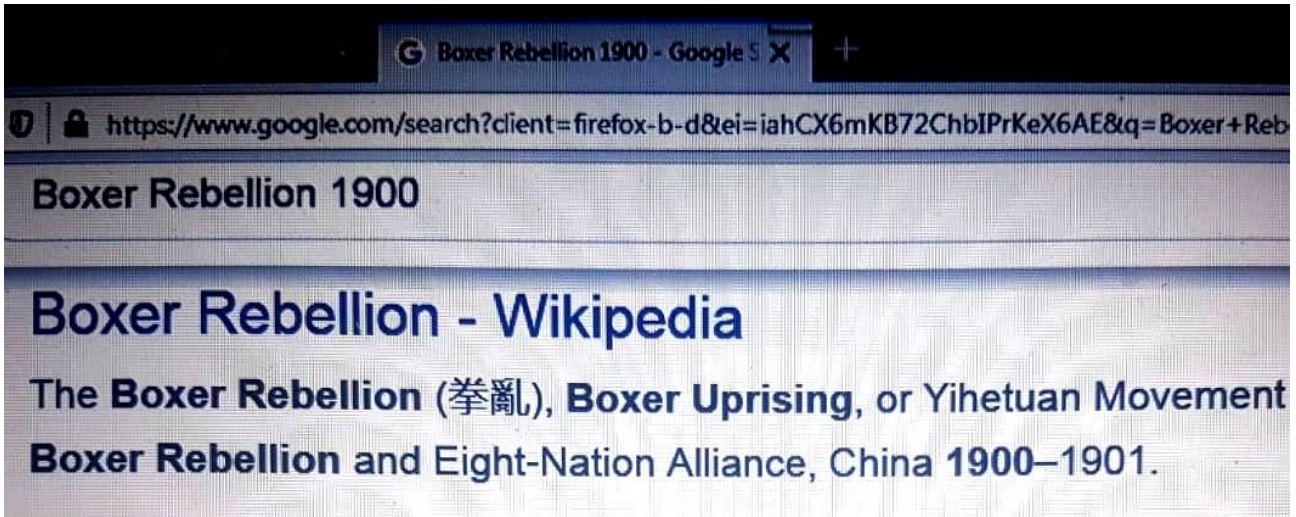 G Boxer Rebellion 1900 - Google S
https://www.google.com/search?client=firefox-b-d&ei=iahCX6mKB72ChbIPrKeX6AE&q=Boxer+Reb
Boxer Rebellion 1900
Boxer Rebellion - Wikipedia
The Boxer Rebellion (拳亂), Boxer Uprising, or Yihetuan Movement
Boxer Rebellion and Eight-Nation Alliance, China 1900–1901.